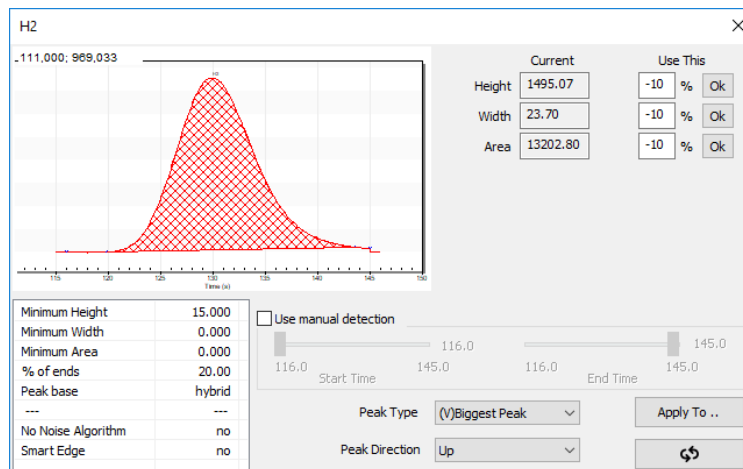 H2
111,000; 969,033
115 120 125 130 135 140 145 150
Time (s)
Current Use This
Height 1495.07 -10 % Ok
Width 23.70 -10 % Ok
Area 13202.80 -10 % Ok
Minimum Height 15.000
Minimum Width 0.000
Minimum Area 0.000
% of ends 20.00
Peak base hybrid
--- ---
No Noise Algorithm no
Smart Edge no
Use manual detection
116.0 145.0
116.0 145.0 116.0 145.0
Start Time End Time
Peak Type (V)Biggest Peak Apply To ..
Peak Direction Up